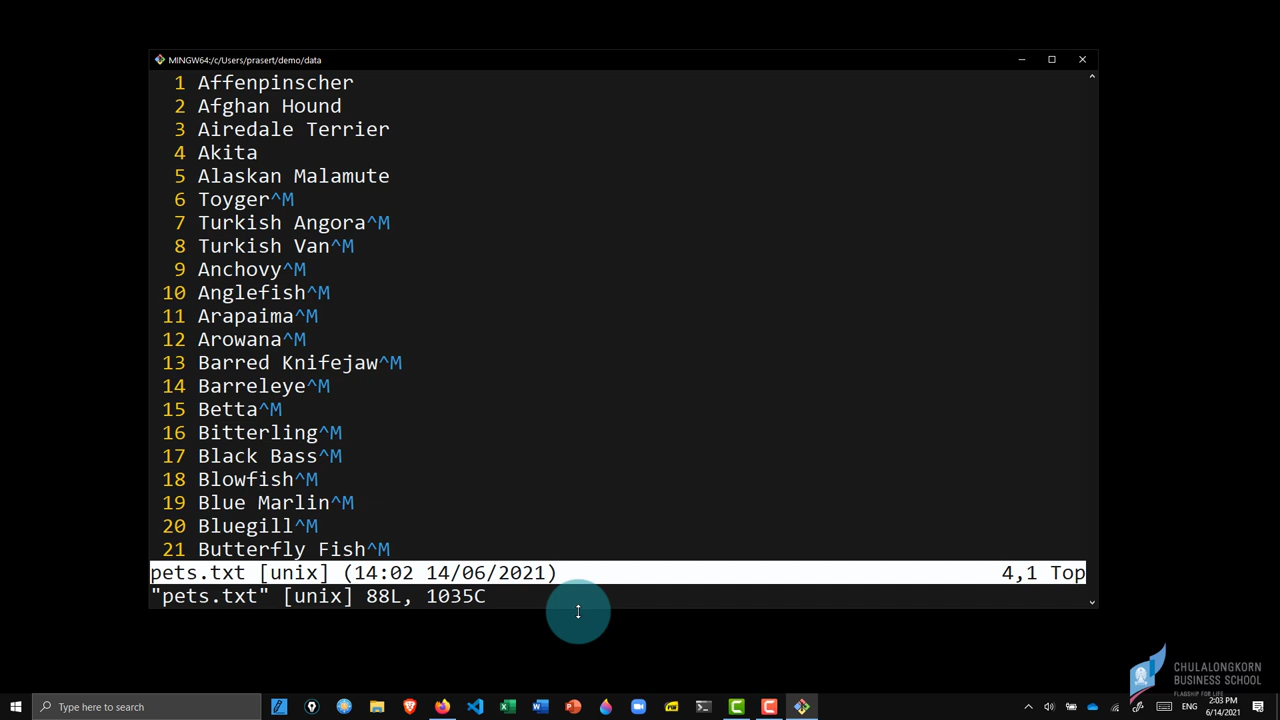 MINGW64:/c/Users/prasert/demo/data
1 Affenpinscher
2 Afghan Hound
3 Airedale Terrier
4 Akita
5 Alaskan Malamute
6 Toyger^M
7 Turkish Angora^M
8 Turkish Van^M
9 Anchovy^M
10 Anglefish^M
11 Arapaima^M
12 Arowana^M
13 Barred Knifejaw^M
14 Barreleye^M
15 Betta^M
16 Bitterling^M
17 Black Bass^M
18 Blowfish^M
19 Blue Marlin^M
20 Bluegill^M
21 Butterfly Fish^M
pets.txt [unix] (14:02 14/06/2021) 4,1 Top
"pets.txt" [unix] 88L, 1035C
CHULALONGKORN
BUSINESS SCHOOL
FLAGSHIP FOR LIFE
Type here to search
ENG
2:03 PM
6/14/2021